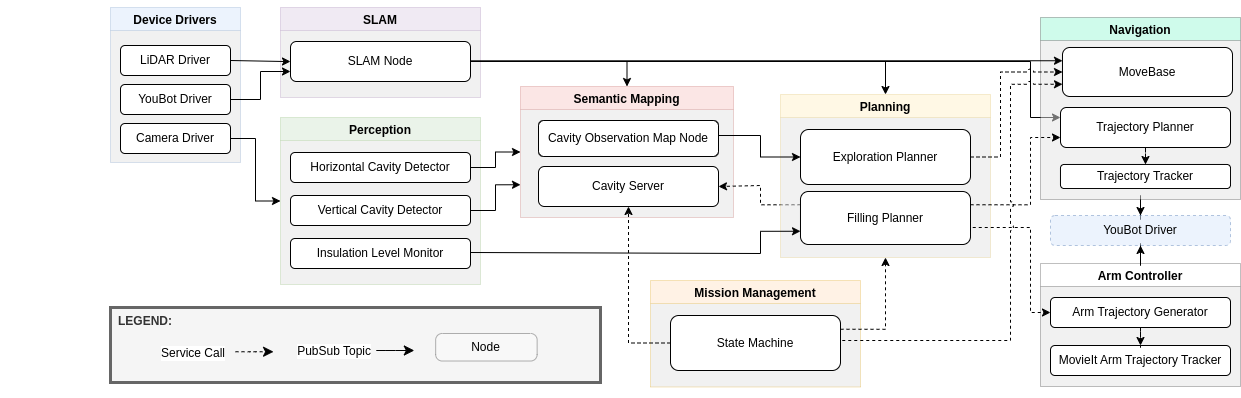 Device Drivers
LiDAR Driver
YouBot Driver
Camera Driver
SLAM
SLAM Node
Perception
Horizontal Cavity Detector
Vertical Cavity Detector
Insulation Level Monitor
Semantic Mapping
Cavity Observation Map Node
Cavity Server
Planning
Exploration Planner
Filling Planner
Mission Management
State Machine
Navigation
MoveBase
Trajectory Planner
Trajectory Tracker
YouBot Driver
Arm Controller
Arm Trajectory Generator
MovieIt Arm Trajectory Tracker
LEGEND:
Service Call
PubSub Topic
Node